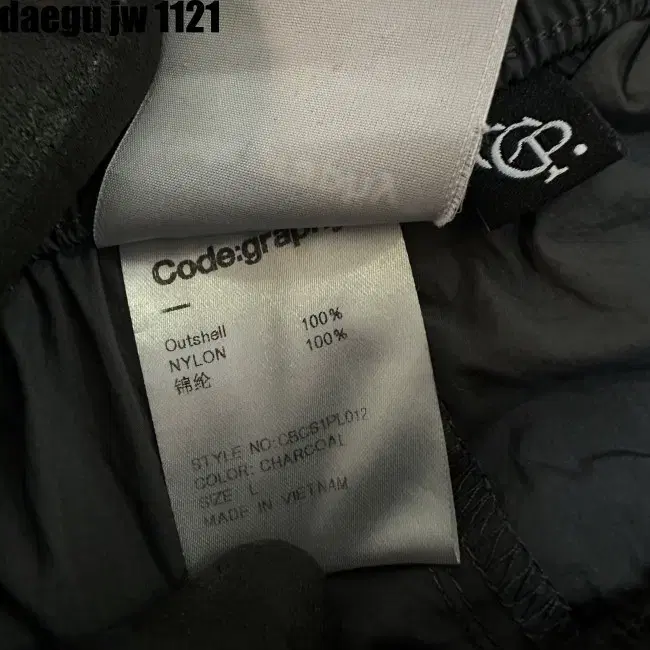 daegu jw 1121
Code:graphy
Outshell 100%
NYLON 100%
锦纶
STYLE NO:CBCS1PL012
COLOR: CHARCOAL
SIZE L
MADE IN VIETNAM